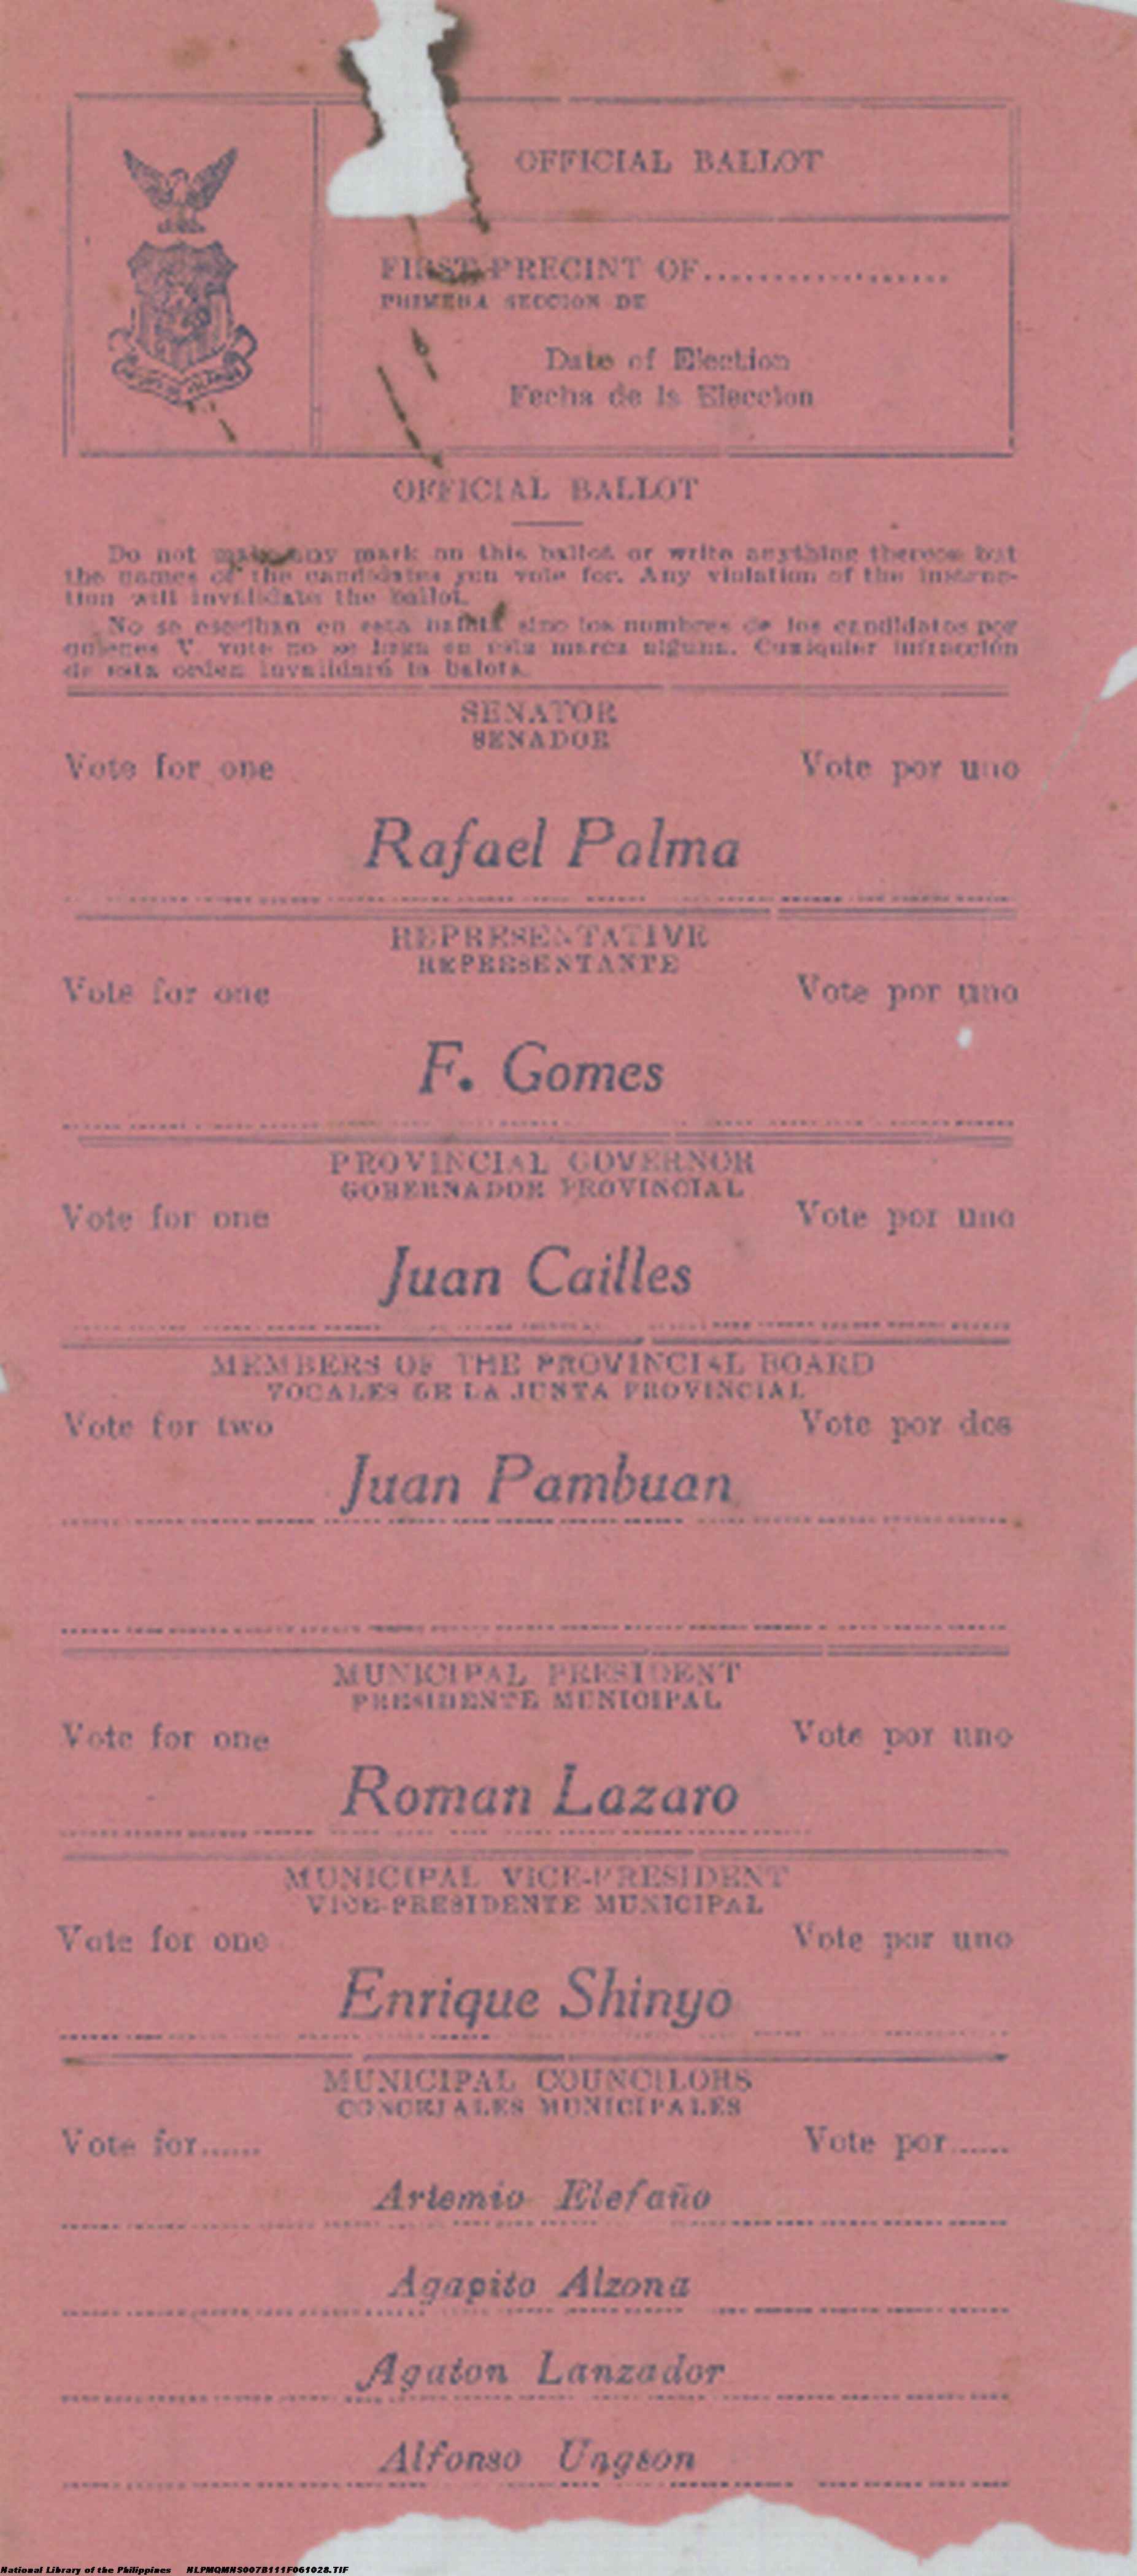 OFFICIAL BALLOT
FIRST PRECINT OF..................
PRIMERA SECCION DE
Date of Election
Fecha de la Eleccion
OFFICIAL BALLOT
Do not make any mark on this ballot or write anything thereon but
the names of the candidates you vote for. Any violation of the instruc-
tion will invalidate the ballot.
No se escriban en esta balota sino los nombres de los candidatos por
quienes V. vote no se haga en esta marca alguna. Cualquier infracción
de esta orden invalidará la balota.
SENATOR
SENADOR
Vote for one Vote por uno
Rafael Palma
REPRESENTATIVE
REPRESENTANTE
Vote for one Vote por uno
F. Gomes
PROVINCIAL GOVERNOR
GOBERNADOR PROVINCIAL
Vote for one Vote por uno
Juan Cailles
MEMBERS OF THE PROVINCIAL BOARD
VOCALES DE LA JUNTA PROVINCIAL
Vote for two Vote por dos
Juan Pambuan
MUNICIPAL PRESIDENT
PRESIDENTE MUNICIPAL
Vote for one Vote por uno
Roman Lazaro
MUNICIPAL VICE-PRESIDENT
VICE-PRESIDENTE MUNICIPAL
Vote for one Vote por uno
Enrique Shinyo
MUNICIPAL COUNCILORS
CONCEJALES MUNICIPALES
Vote for...... Vote por......
Artemio Elefaño
Agapito Alzona
Agaton Lanzador
Alfonso Ungson
National Library of the Philippines NLPMQMNS007B111F061028.TIF